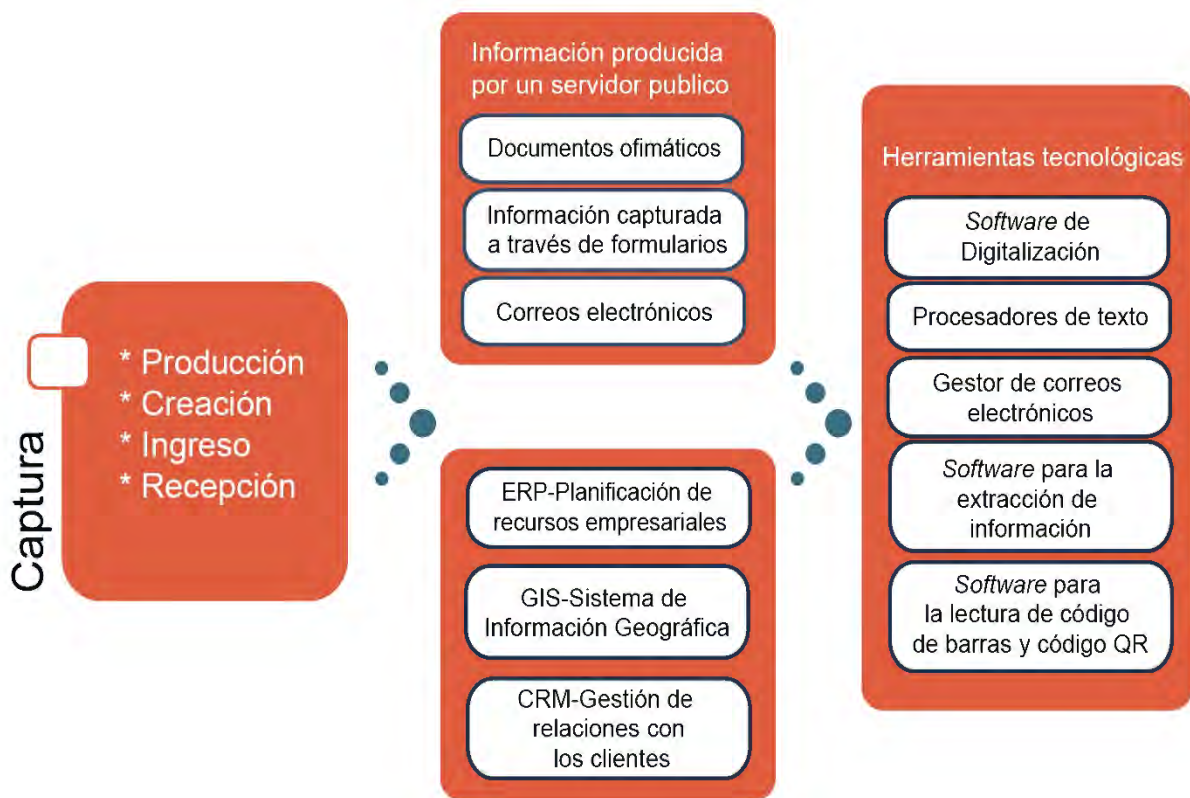 Captura
* Producción
* Creación
* Ingreso
* Recepción
Información producida
por un servidor publico
Documentos ofimáticos
Información capturada
a través de formularios
Correos electrónicos
ERP-Planificación de
recursos empresariales
GIS-Sistema de
Información Geográfica
CRM-Gestión de
relaciones con
los clientes
Herramientas tecnológicas
Software de
Digitalización
Procesadores de texto
Gestor de correos
electrónicos
Software para la
extracción de
información
Software para
la lectura de código
de barras y código QR